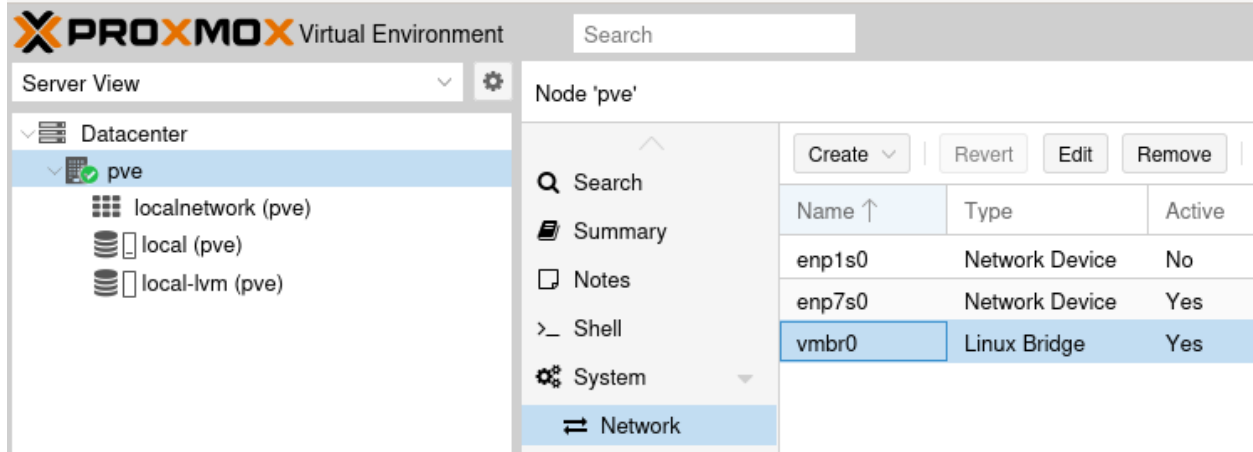 PROXMOX Virtual Environment
Search
Server View
Datacenter
pve
localnetwork (pve)
local (pve)
local-lvm (pve)
Node 'pve'
Search
Summary
Notes
>_ Shell
System
Network
Create Revert Edit Remove
Name ↑ Type Active
enp1s0 Network Device No
enp7s0 Network Device Yes
vmbr0 Linux Bridge Yes